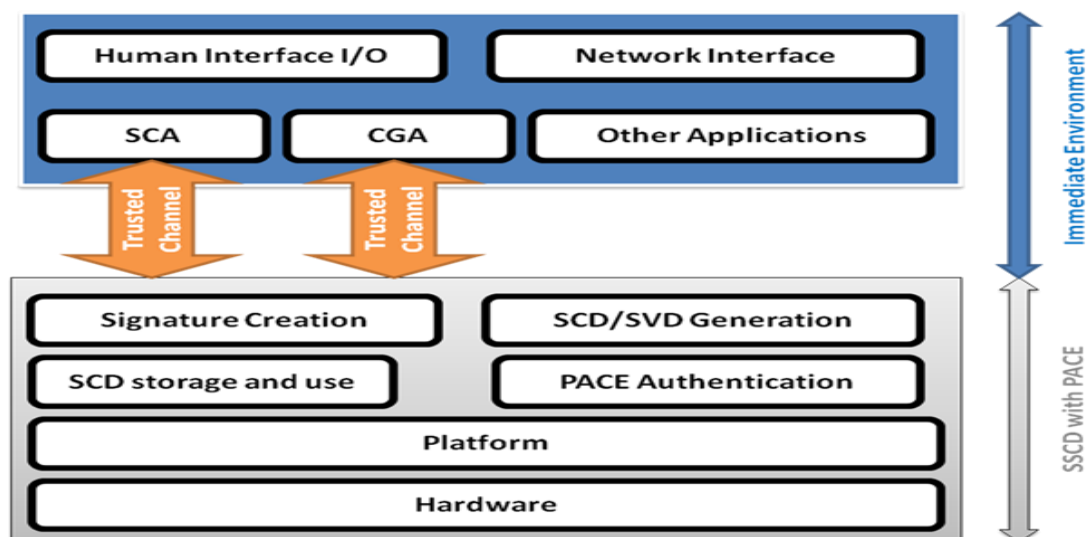 Human Interface I/O
Network Interface
SCA
CGA
Other Applications
Immediate Environment
Trusted
Channel
Trusted
Channel
Signature Creation
SCD/SVD Generation
SCD storage and use
PACE Authentication
Platform
Hardware
SSCD with PACE